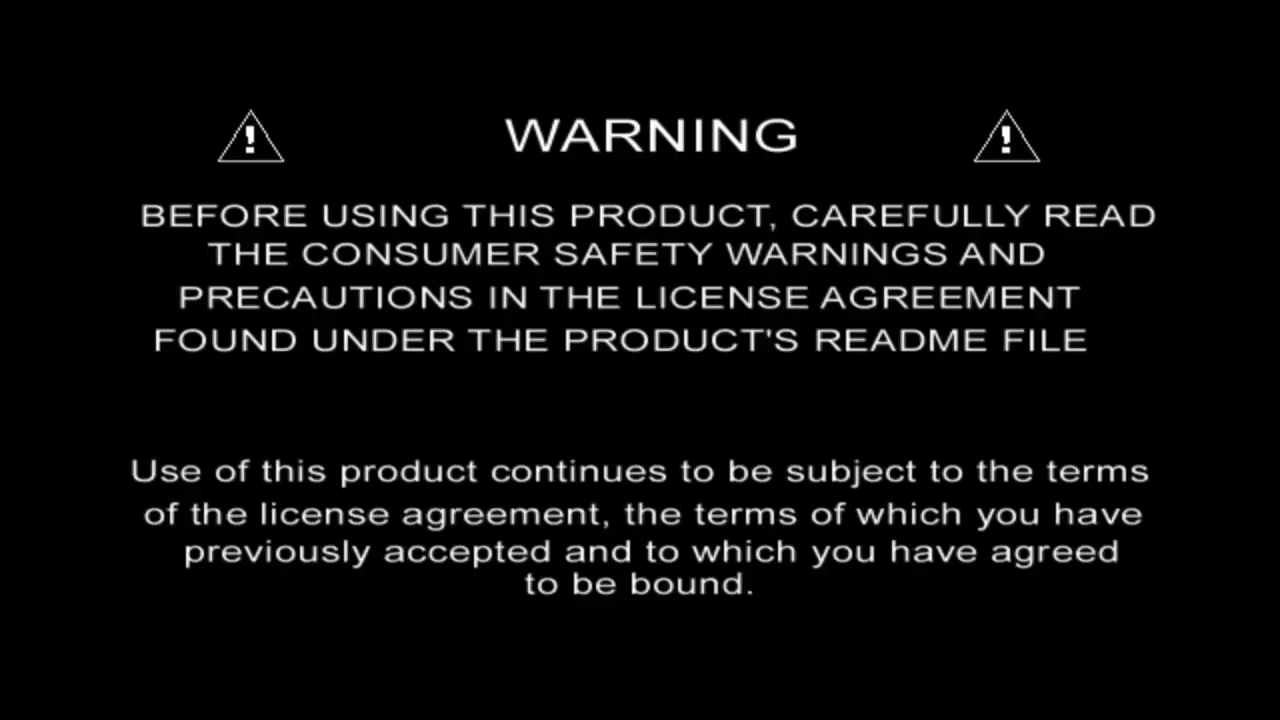 WARNING
BEFORE USING THIS PRODUCT, CAREFULLY READ
THE CONSUMER SAFETY WARNINGS AND
PRECAUTIONS IN THE LICENSE AGREEMENT
FOUND UNDER THE PRODUCT'S README FILE
Use of this product continues to be subject to the terms
of the license agreement, the terms of which you have
previously accepted and to which you have agreed
to be bound.